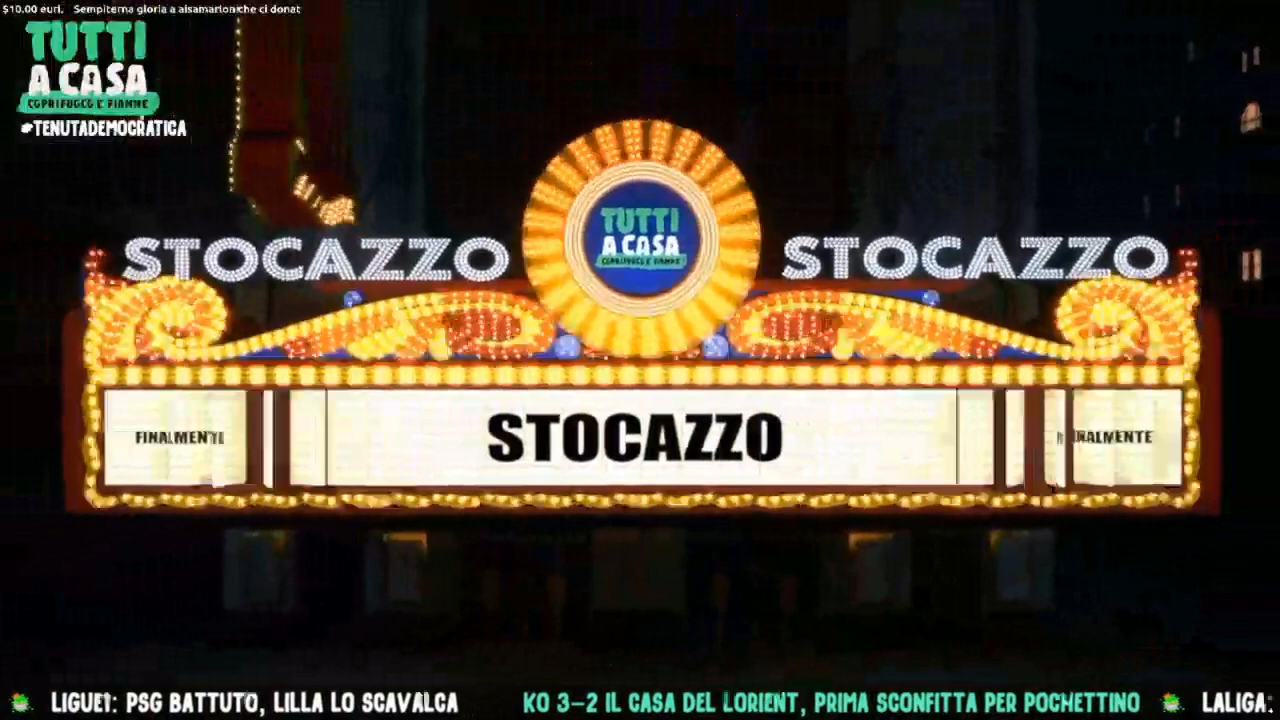 $10.00 euri. Sempiterna gloria a alsamarlon che ci donat
TUTTI
A CASA
COPRIFUOCO E FIAMME
#TENUTADEMOCRATICA
TUTTI
A CASA
COPRIFUOCO E FIAMME
STOCAZZO STOCAZZO
FINALMENTE STOCAZZO
LIGUE1: PSG BATTUTO, LILLA LO SCAVALCA KO 3-2 IL CASA DEL LORIENT, PRIMA SCONFITTA PER POCHETTINO LALIGA: